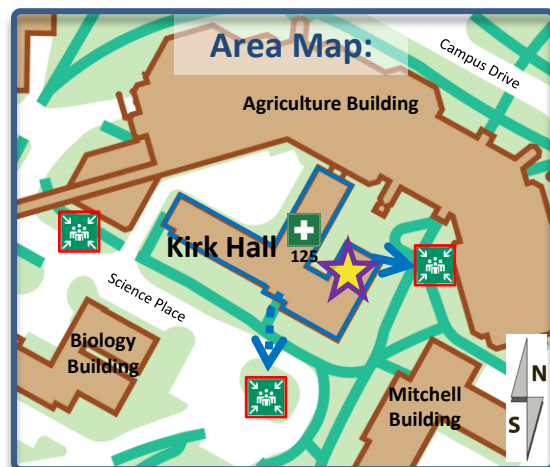 Area Map:
Campus Drive
Agriculture Building
Kirk Hall
125
Science Place
Biology
Building
Mitchell
Building
N
S